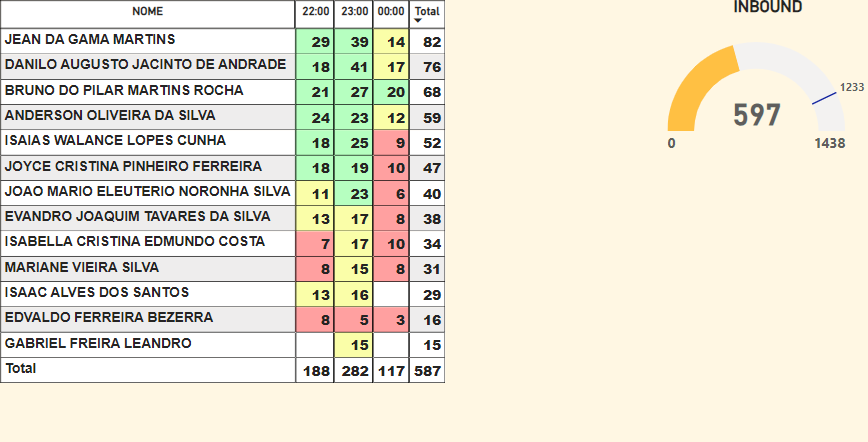 NOME 22:00 23:00 00:00 Total
JEAN DA GAMA MARTINS 29 39 14 82
DANILO AUGUSTO JACINTO DE ANDRADE 18 41 17 76
BRUNO DO PILAR MARTINS ROCHA 21 27 20 68
ANDERSON OLIVEIRA DA SILVA 24 23 12 59
ISAIAS WALANCE LOPES CUNHA 18 25 9 52
JOYCE CRISTINA PINHEIRO FERREIRA 18 19 10 47
JOAO MARIO ELEUTERIO NORONHA SILVA 11 23 6 40
EVANDRO JOAQUIM TAVARES DA SILVA 13 17 8 38
ISABELLA CRISTINA EDMUNDO COSTA 7 17 10 34
MARIANE VIEIRA SILVA 8 15 8 31
ISAAC ALVES DOS SANTOS 13 16 29
EDVALDO FERREIRA BEZERRA 8 5 3 16
GABRIEL FREIRA LEANDRO 15 15
Total 188 282 117 587
INBOUND
1233
597
0 1438